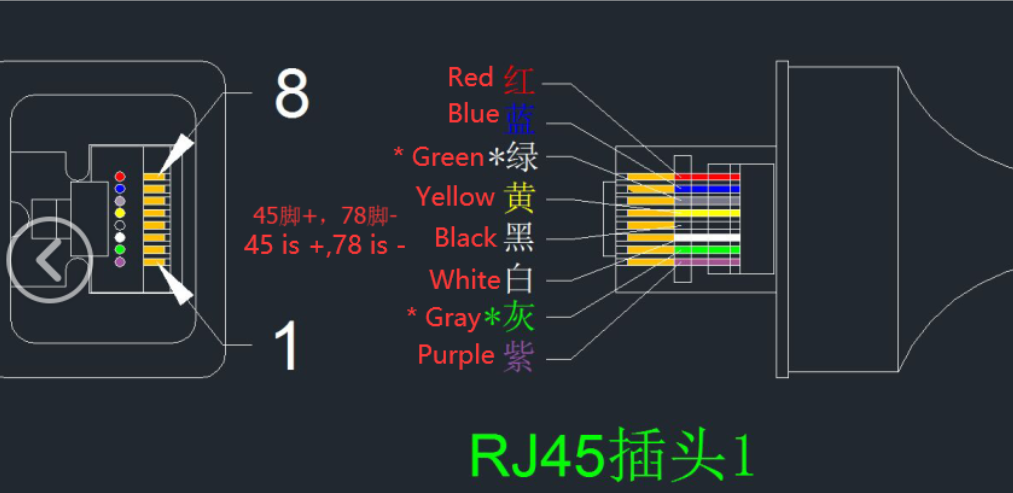 8
Red 红
Blue 蓝
* Green *绿
Yellow 黄
45脚+，78脚-
45 is +,78 is -
Black 黑
White 白
* Gray *灰
1
Purple 紫
RJ45插头1